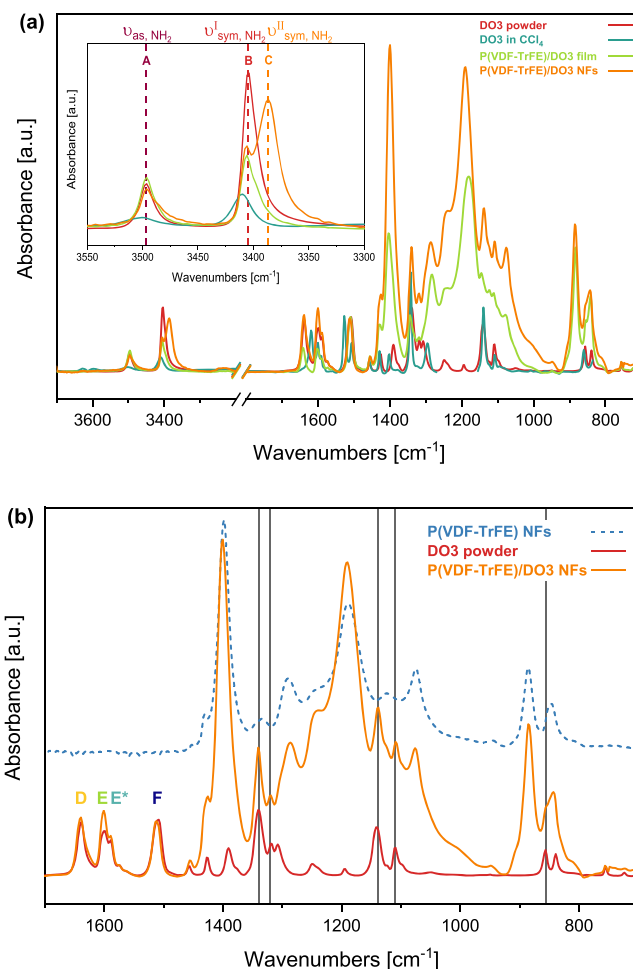 (a)
υas, NH2 υIsym, NH2 υIIsym, NH2
A B C
Absorbance [a.u.]
3550 3500 3450 3400 3350 3300
Wavenumbers [cm-1]
DO3 powder
DO3 in CCl4
P(VDF-TrFE)/DO3 film
P(VDF-TrFE)/DO3 NFs
Absorbance [a.u.]
3600 3400 1600 1400 1200 1000 800
Wavenumbers [cm-1]
(b)
P(VDF-TrFE) NFs
DO3 powder
P(VDF-TrFE)/DO3 NFs
Absorbance [a.u.]
D E E* F
1600 1400 1200 1000 800
Wavenumbers [cm-1]